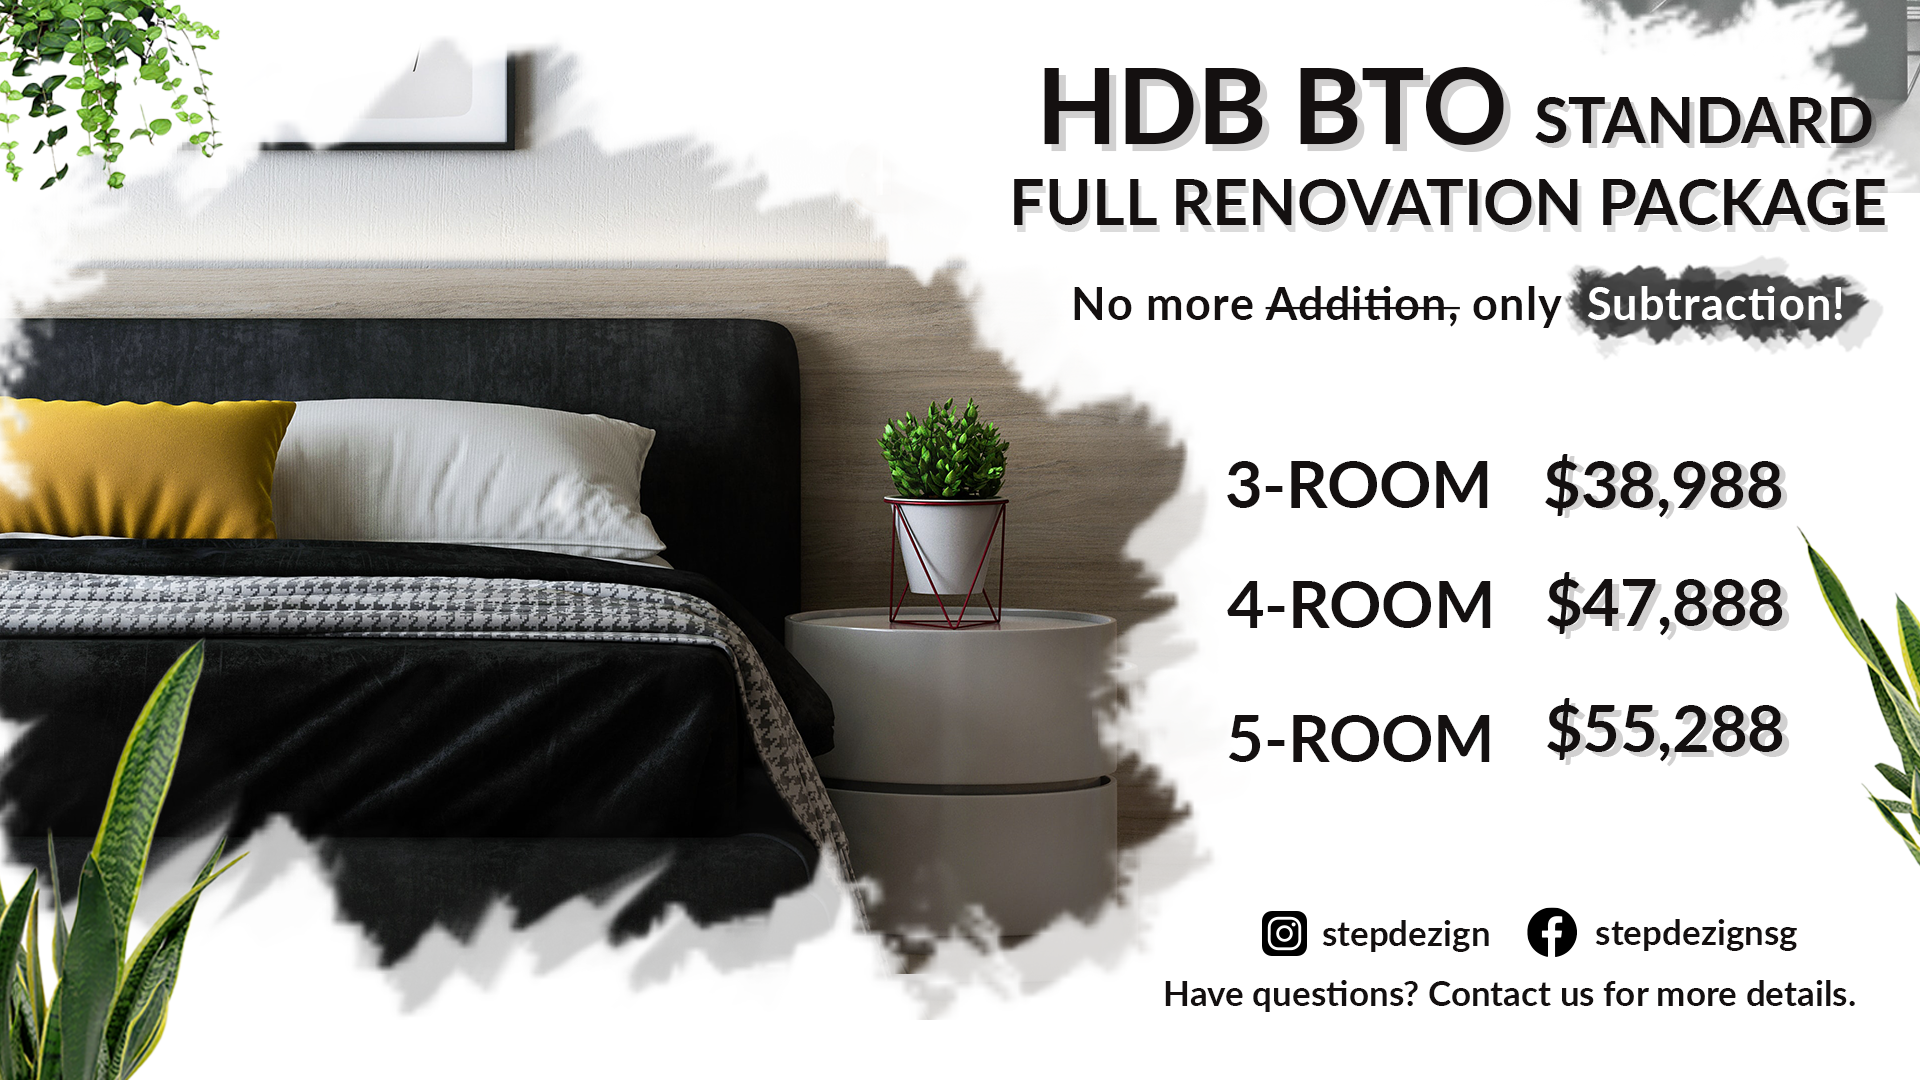 HDB BTO STANDARD
FULL RENOVATION PACKAGE
No more Addition, only Subtraction!
3-ROOM $38,988
4-ROOM $47,888
5-ROOM $55,288
stepdezign stepdezignsg
Have questions? Contact us for more details.